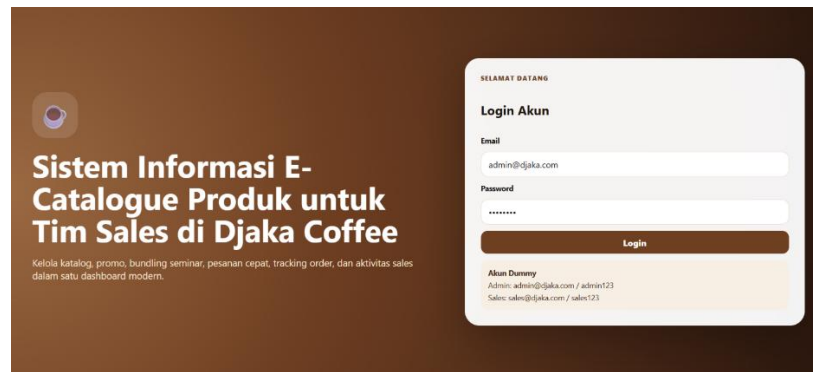 Sistem Informasi E-
Catalogue Produk untuk
Tim Sales di Djaka Coffee
Kelola katalog, promo, bundling seminar, pesanan cepat, tracking order, dan aktivitas sales
dalam satu dashboard modern.
SELAMAT DATANG
Login Akun
Email
admin@djaka.com
Password
••••••••
Login
Akun Dummy
Admin: admin@djaka.com / admin123
Sales: sales@djaka.com / sales123